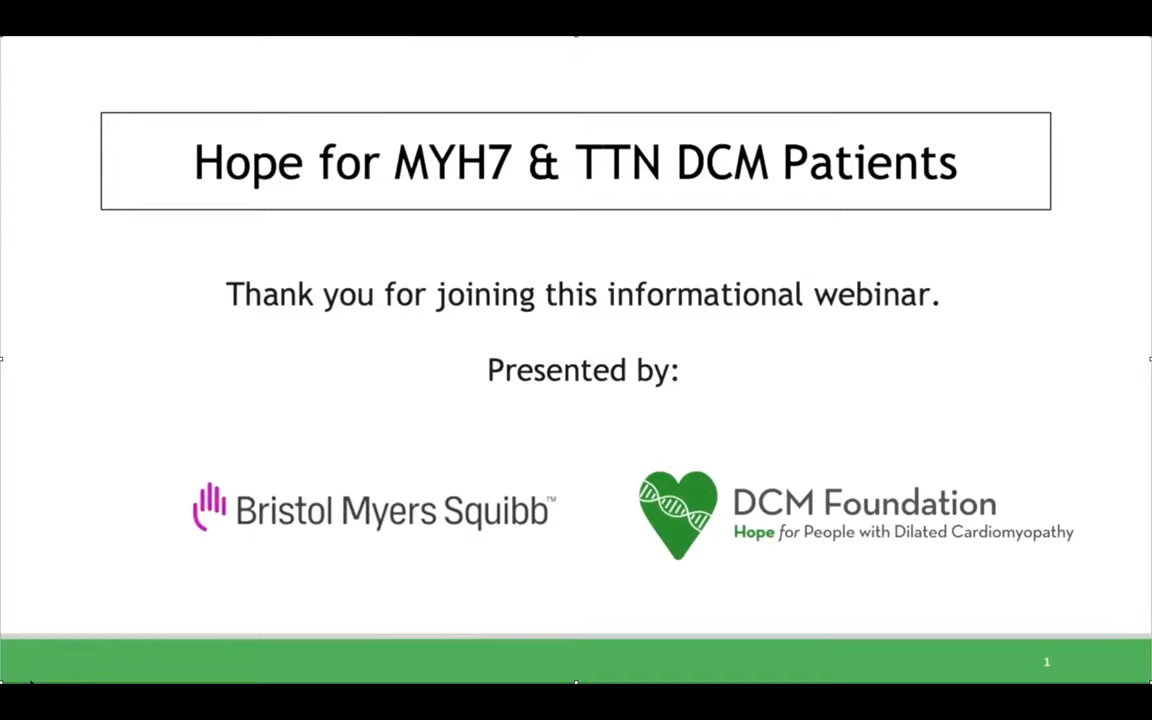 Hope for MYH7 & TTN DCM Patients
Thank you for joining this informational webinar.
Presented by:
Bristol Myers Squibb™
DCM Foundation
Hope for People with Dilated Cardiomyopathy
1